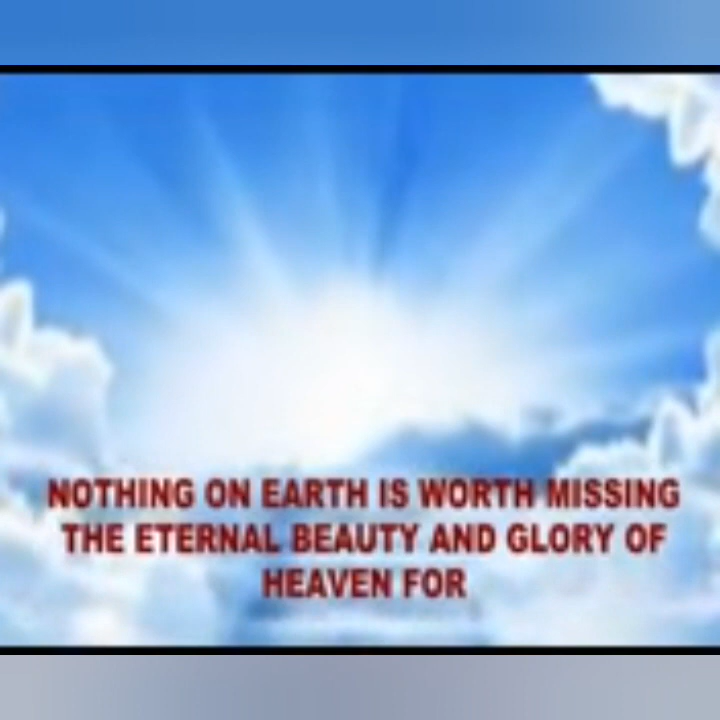 NOTHING ON EARTH IS WORTH MISSING
THE ETERNAL BEAUTY AND GLORY OF
HEAVEN FOR